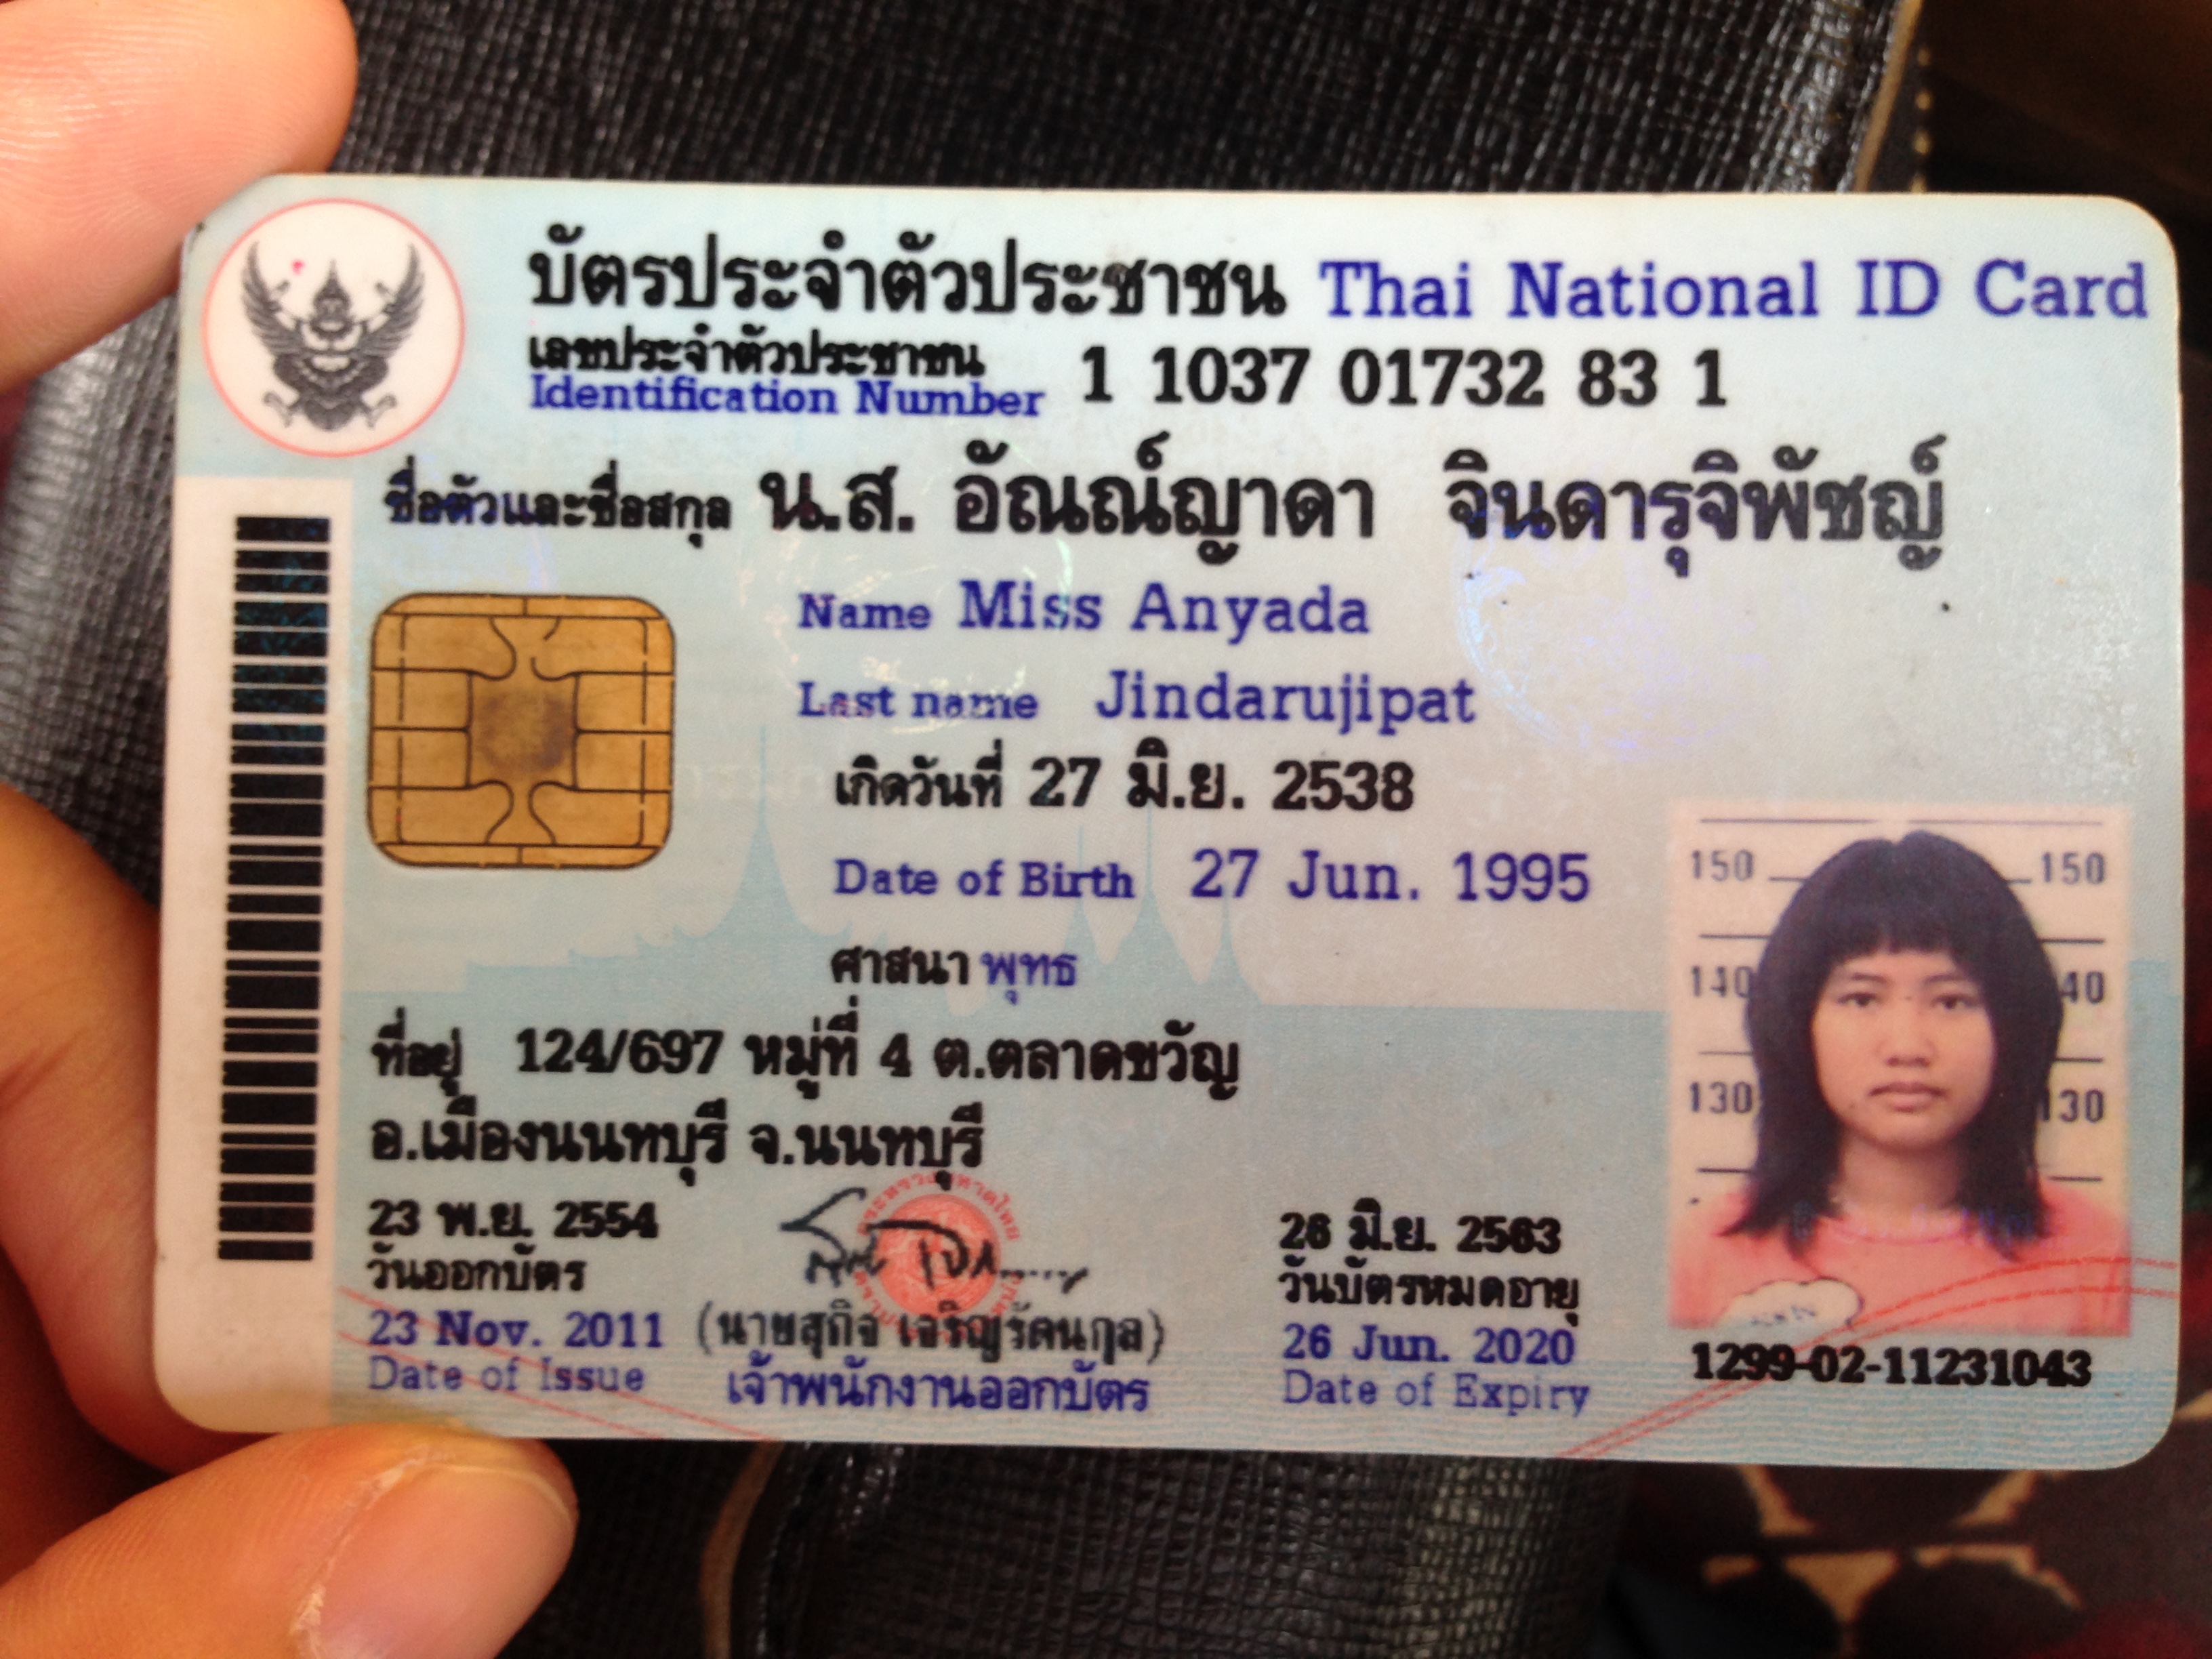 บัตรประจำตัวประชาชน Thai National ID Card
เลขประจำตัวประชาชน
Identification Number 1 1037 01732 83 1
ชื่อตัวและชื่อสกุล น.ส. อัณณ์ญาดา จินดารุจิพัชญ์
Name Miss Anyada
Last name Jindarujipat
เกิดวันที่ 27 มิ.ย. 2538
Date of Birth 27 Jun. 1995
ศาสนา พุทธ
ที่อยู่ 124/697 หมู่ที่ 4 ต.ตลาดขวัญ
อ.เมืองนนทบุรี จ.นนทบุรี
150 150
140 40
130 130
23 พ.ย. 2554
วันออกบัตร
23 Nov. 2011
Date of Issue
(นายสุกิจ เจริญรัตนกุล)
เจ้าพนักงานออกบัตร
26 มิ.ย. 2563
วันบัตรหมดอายุ
26 Jun. 2020
Date of Expiry
1299-02-11231043